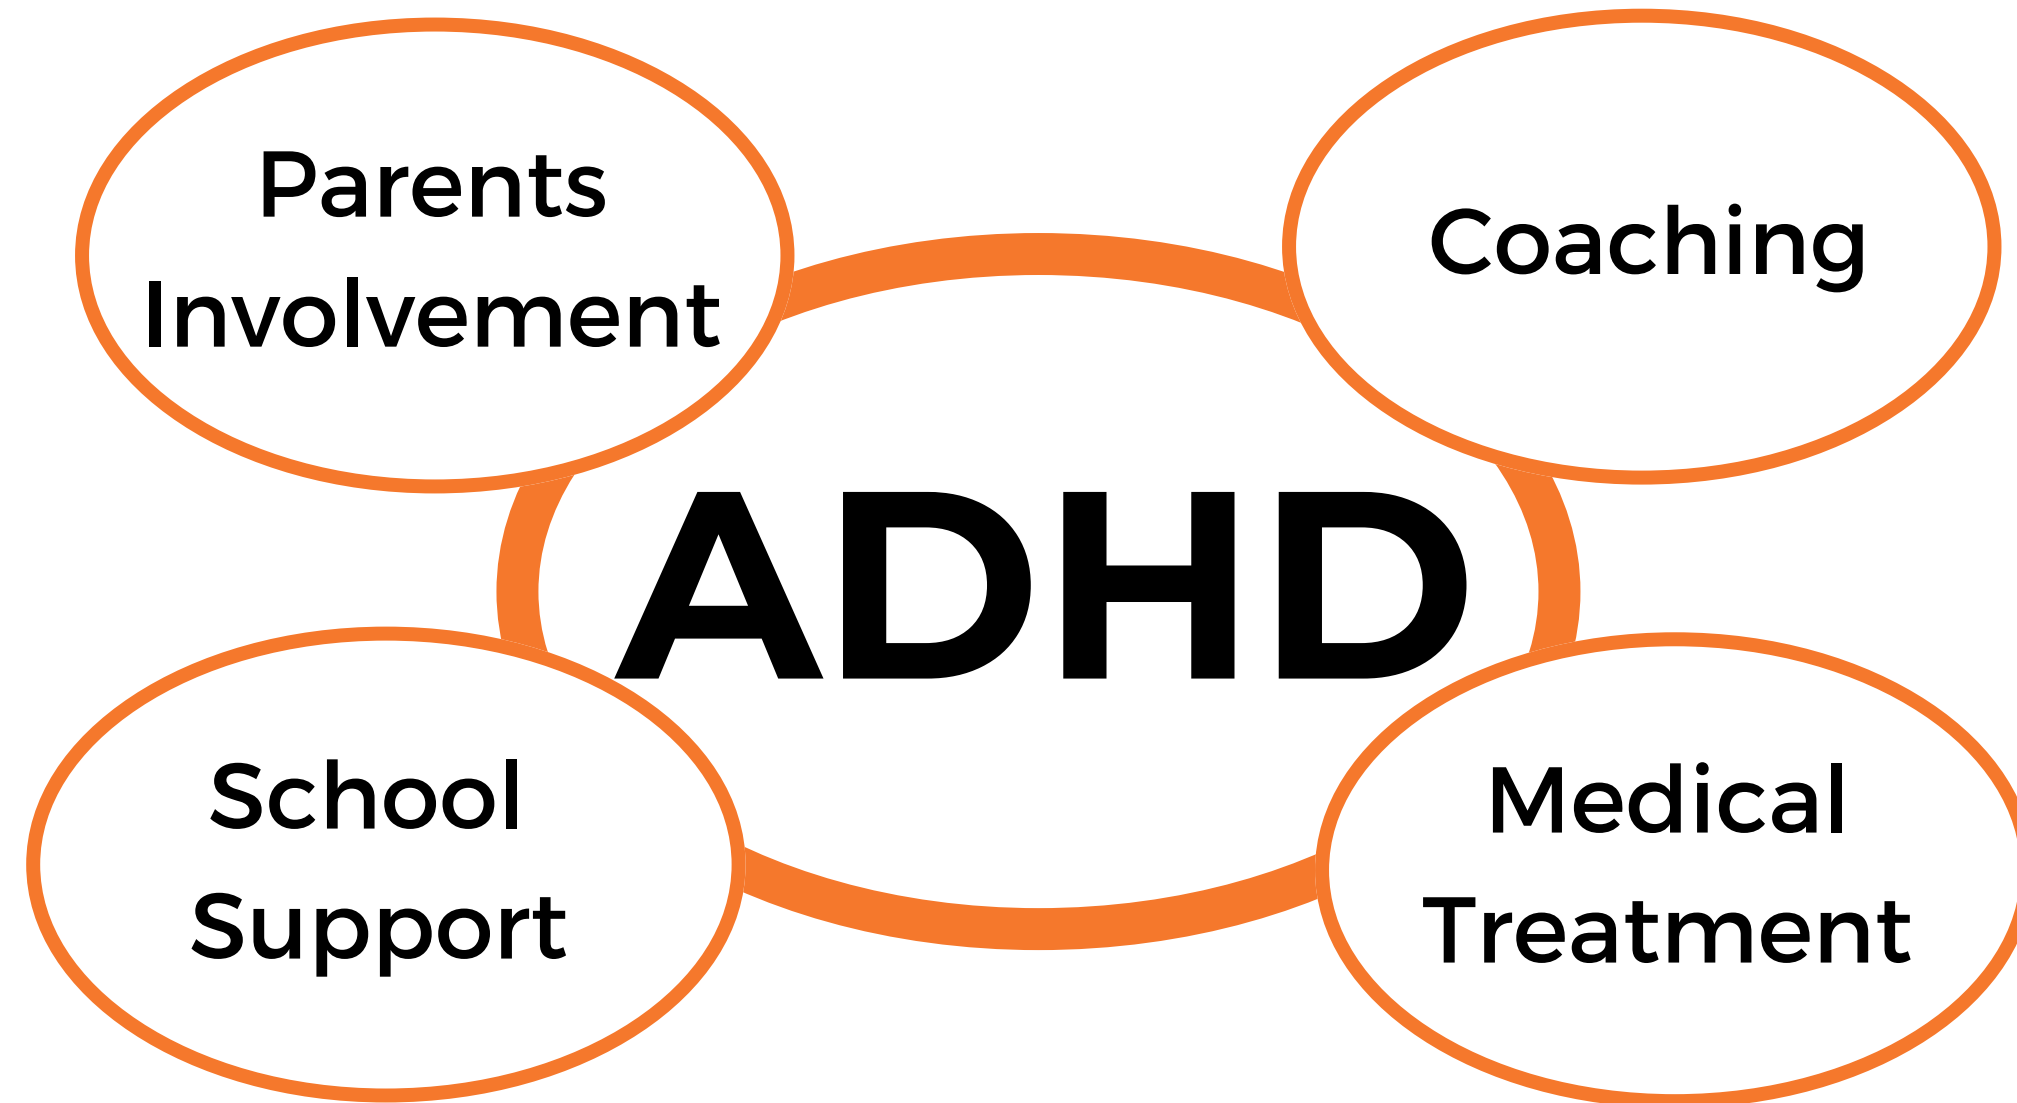 Parents
Involvement
Coaching
ADHD
School
Support
Medical
Treatment